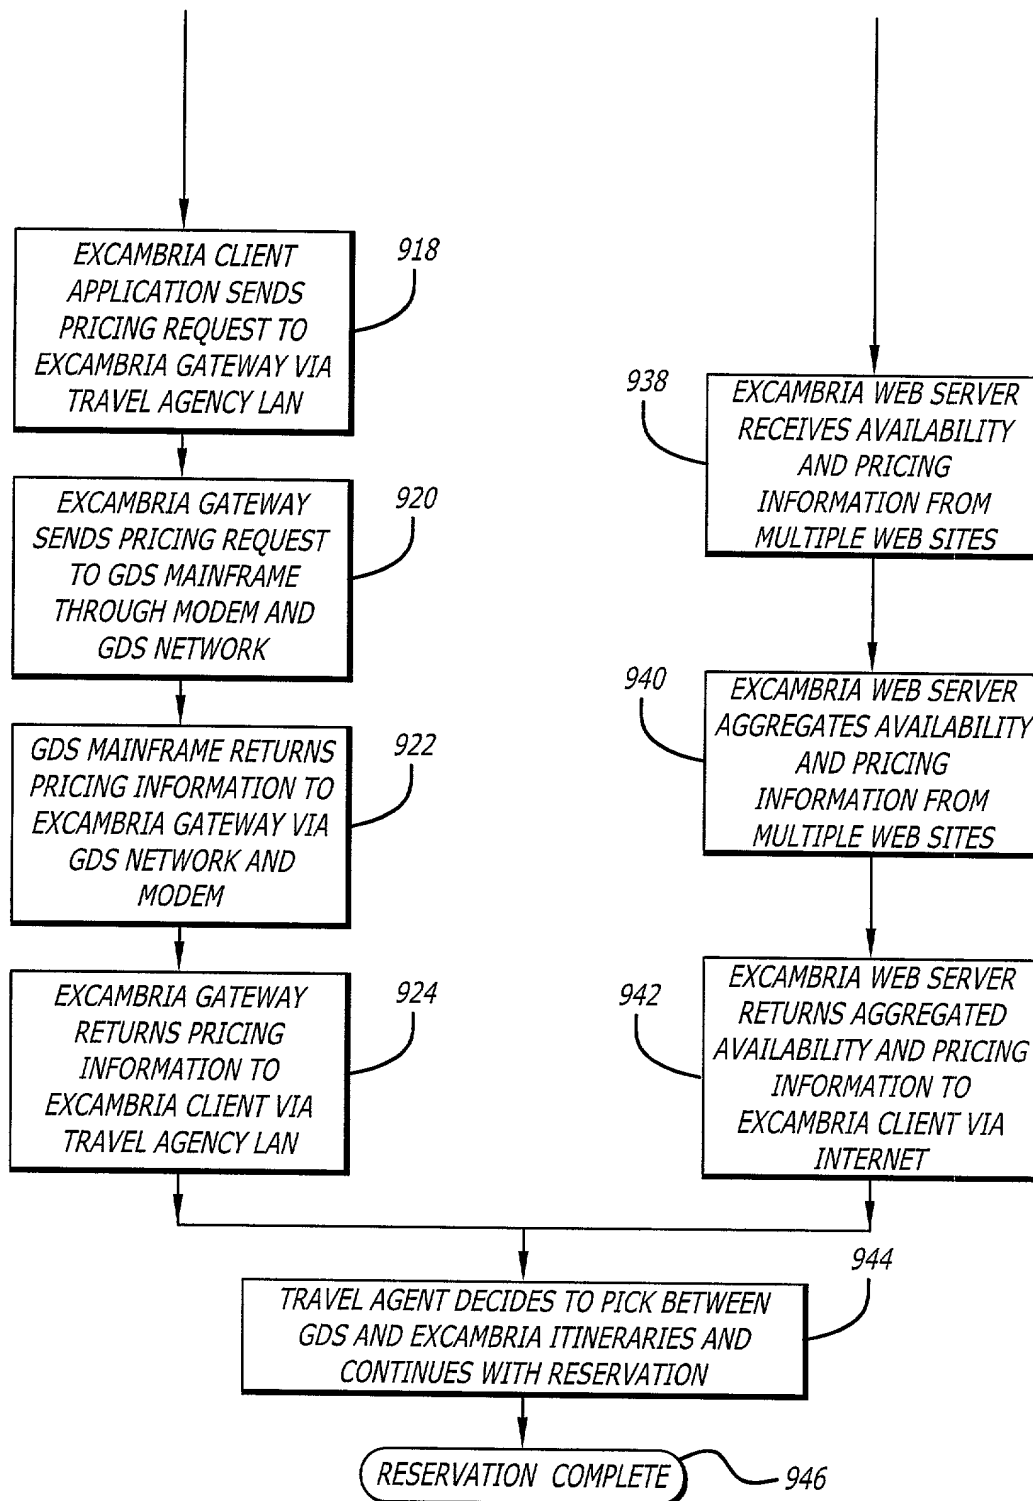 EXCAMBRIA CLIENT
APPLICATION SENDS
PRICING REQUEST TO
EXCAMBRIA GATEWAY VIA
TRAVEL AGENCY LAN
918
EXCAMBRIA GATEWAY
SENDS PRICING REQUEST
TO GDS MAINFRAME
THROUGH MODEM AND
GDS NETWORK
920
GDS MAINFRAME RETURNS
PRICING INFORMATION TO
EXCAMBRIA GATEWAY VIA
GDS NETWORK AND
MODEM
922
EXCAMBRIA GATEWAY
RETURNS PRICING
INFORMATION TO
EXCAMBRIA CLIENT VIA
TRAVEL AGENCY LAN
924
938
EXCAMBRIA WEB SERVER
RECEIVES AVAILABILITY
AND PRICING
INFORMATION FROM
MULTIPLE WEB SITES
940
EXCAMBRIA WEB SERVER
AGGREGATES AVAILABILITY
AND PRICING
INFORMATION FROM
MULTIPLE WEB SITES
942
EXCAMBRIA WEB SERVER
RETURNS AGGREGATED
AVAILABILITY AND PRICING
INFORMATION TO
EXCAMBRIA CLIENT VIA
INTERNET
944
TRAVEL AGENT DECIDES TO PICK BETWEEN
GDS AND EXCAMBRIA ITINERARIES AND
CONTINUES WITH RESERVATION
RESERVATION COMPLETE
946